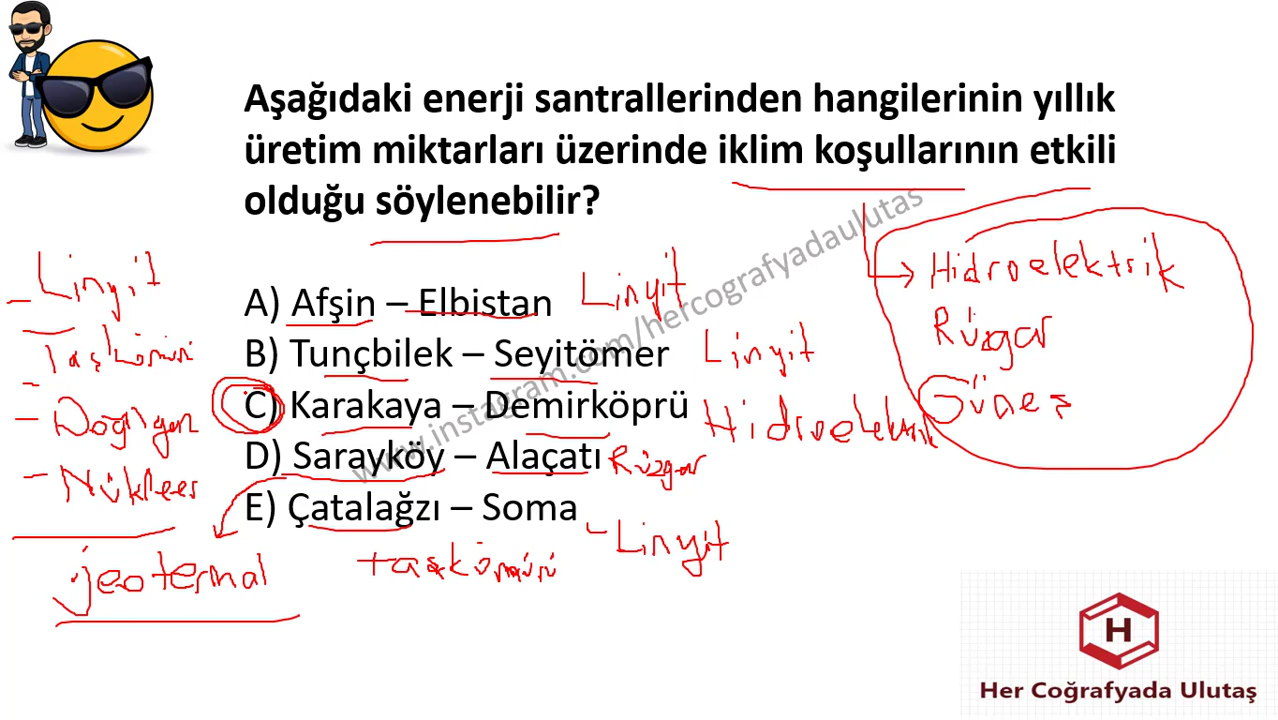 Aşağıdaki enerji santrallerinden hangilerinin yıllık
üretim miktarları üzerinde iklim koşullarının etkili
olduğu söylenebilir?
A) Afşin – Elbistan Linyit
B) Tunçbilek – Seyitömer Linyit
C) Karakaya – Demirköprü Hidroelektrik
D) Sarayköy – Alaçatı Rüzgar
E) Çatalağzı – Soma - Linyit
taşkömürü
- Linyit
- Taşkömürü
- Doğalgaz
- Nükleer
jeotermal
Hidroelektrik
Rüzgar
Güneş
www.instagram.com/hercografyadaulutas
H
Her Coğrafyada Ulutaş